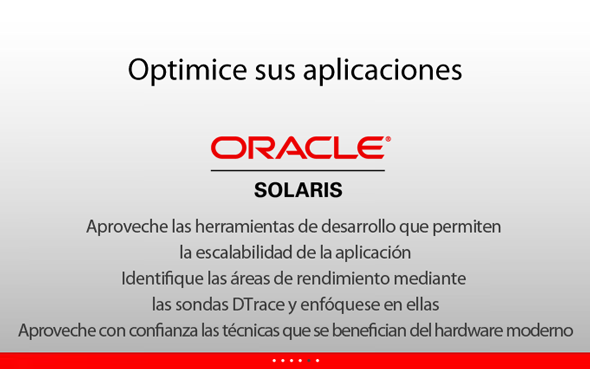 Optimice sus aplicaciones
ORACLE®
SOLARIS
Aproveche las herramientas de desarrollo que permiten
la escalabilidad de la aplicación
Identifique las áreas de rendimiento mediante
las sondas DTrace y enfóquese en ellas
Aproveche con confianza las técnicas que se benefician del hardware moderno